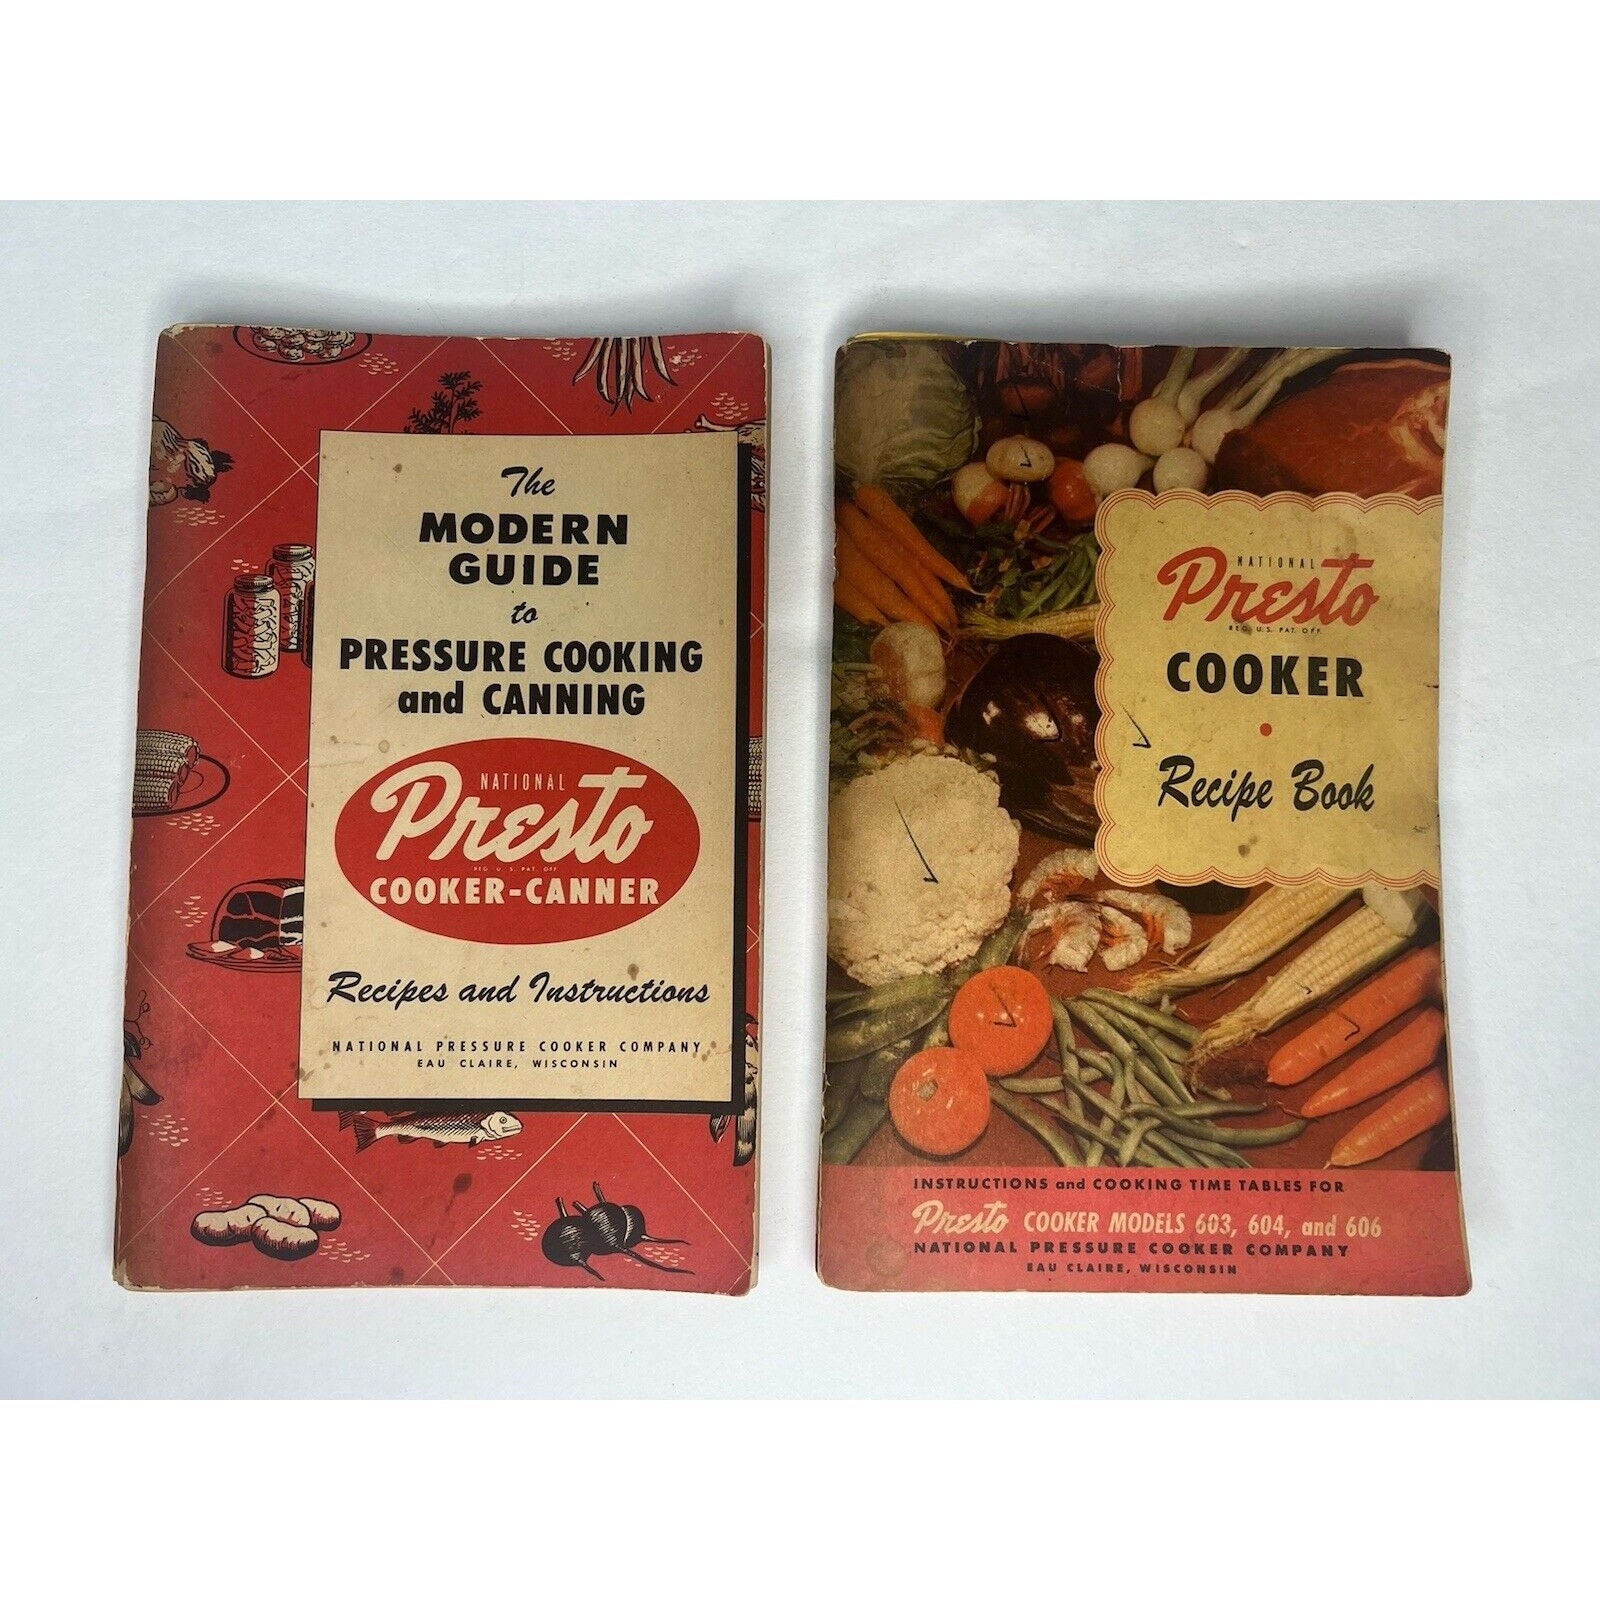 The
MODERN
GUIDE
to
PRESSURE COOKING
and CANNING
NATIONAL
Presto
REG. U. S. PAT. OFF.
COOKER-CANNER
Recipes and Instructions
NATIONAL PRESSURE COOKER COMPANY
EAU CLAIRE, WISCONSIN
NATIONAL
Presto
REG. U.S. PAT. OFF.
COOKER
Recipe Book
INSTRUCTIONS and COOKING TIME TABLES FOR
Presto COOKER MODELS 603, 604, and 606
NATIONAL PRESSURE COOKER COMPANY
EAU CLAIRE, WISCONSIN